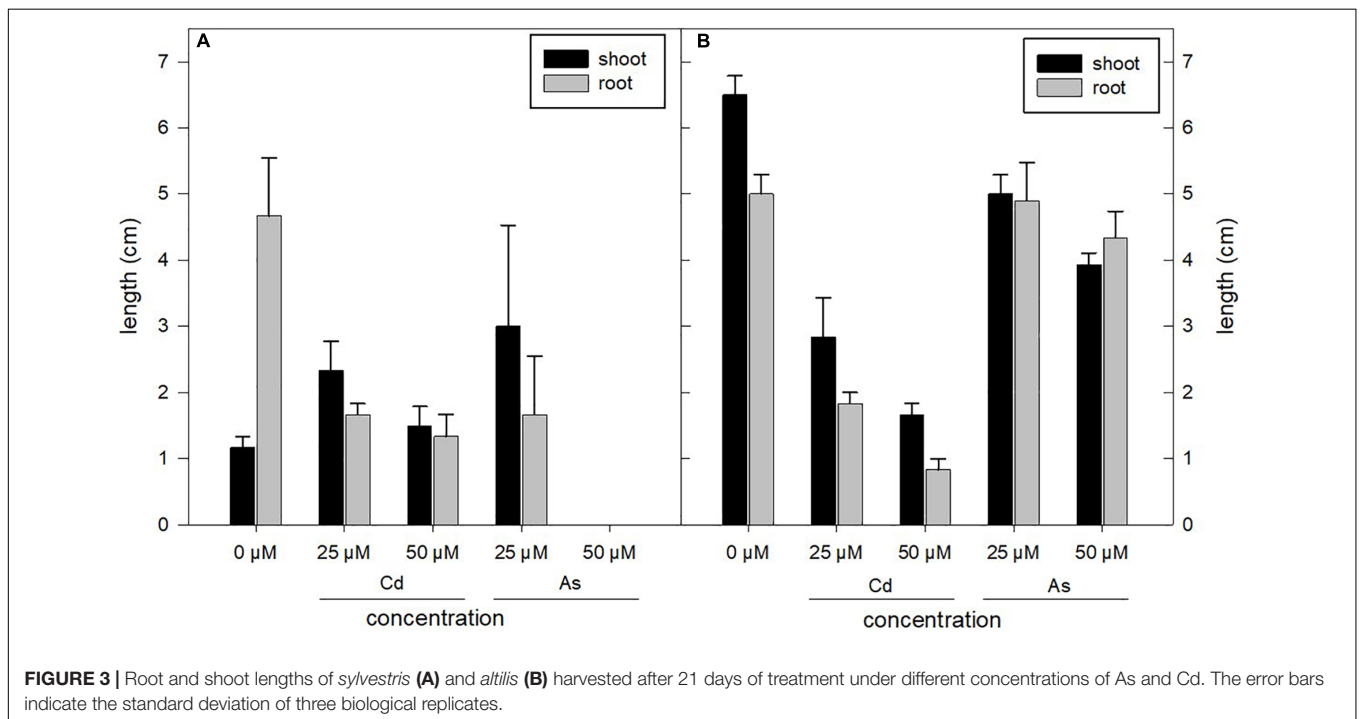 A
shoot
root
7
6
5
4
3
2
1
0
length (cm)
0 µM
25 µM
50 µM
25 µM
50 µM
Cd
As
concentration
B
shoot
root
7
6
5
4
3
2
1
0
length (cm)
0 µM
25 µM
50 µM
25 µM
50 µM
Cd
As
concentration
FIGURE 3 | Root and shoot lengths of sylvestris (A) and altilis (B) harvested after 21 days of treatment under different concentrations of As and Cd. The error bars
indicate the standard deviation of three biological replicates.